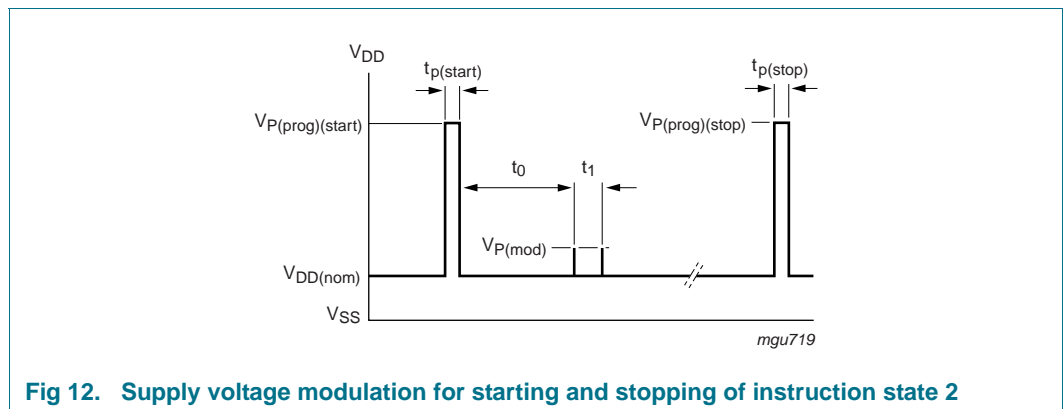 VDD
tp(start)
tp(stop)
VP(prog)(start)
VP(prog)(stop)
t0
t1
VP(mod)
VDD(nom)
VSS
mgu719
Fig 12. Supply voltage modulation for starting and stopping of instruction state 2